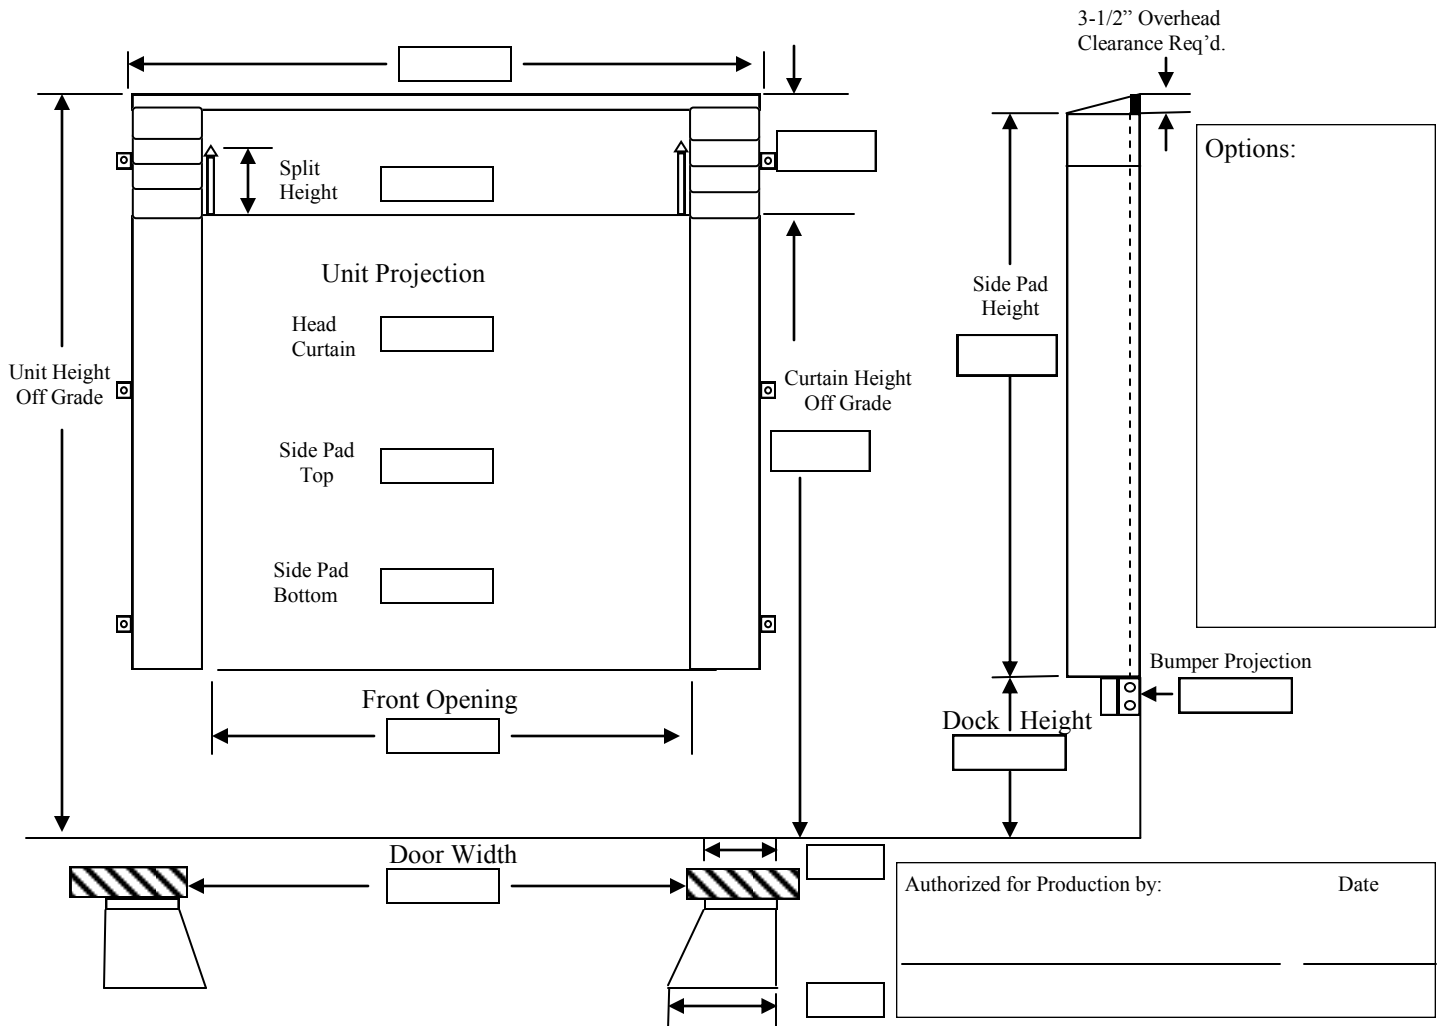 3-1/2” Overhead
Clearance Req’d.
Options:
Split
Height
Unit Projection
Side Pad
Height
Head
Curtain
Unit Height
Off Grade
Curtain Height
Off Grade
Side Pad
Top
Side Pad
Bottom
Bumper Projection
Front Opening
Dock Height
Door Width
Authorized for Production by: Date